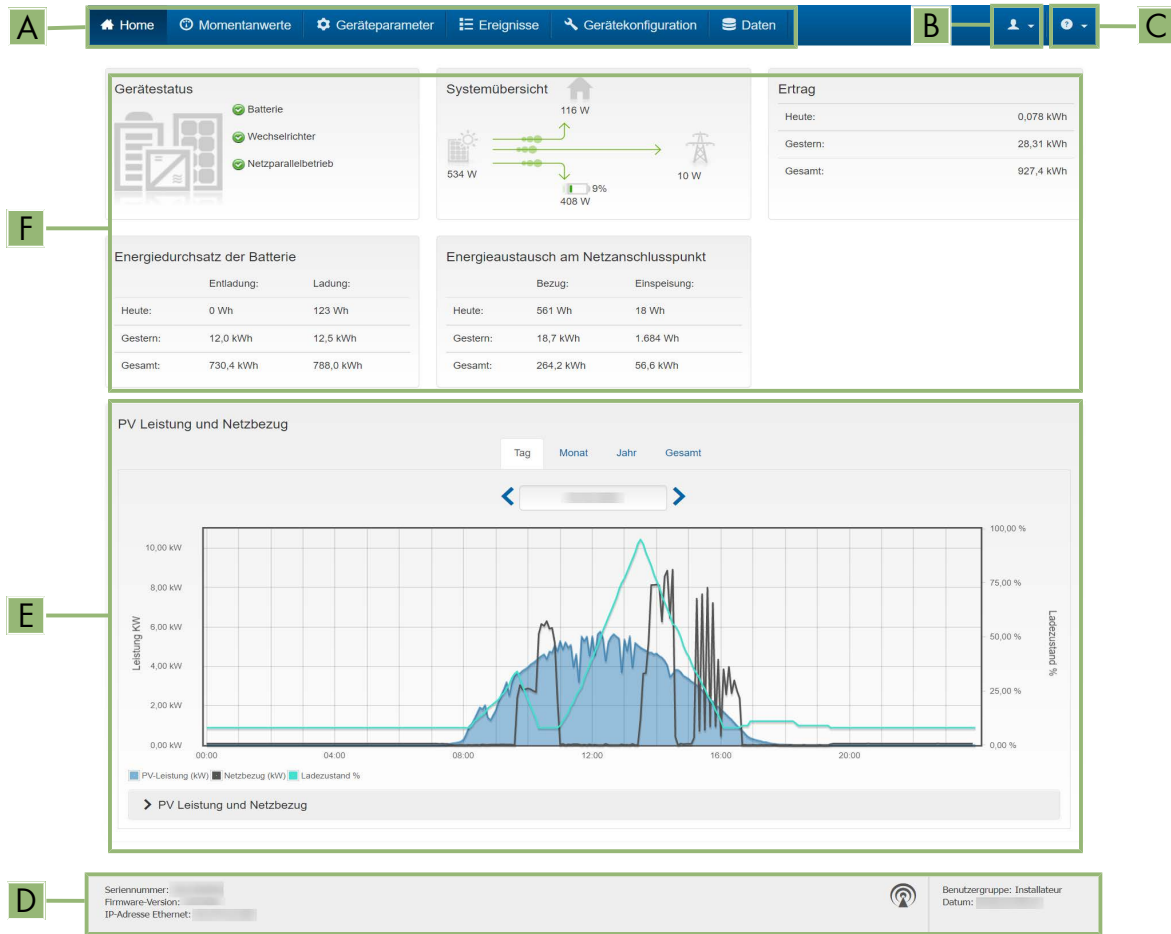 A
Home Momentanwerte Geräteparameter Ereignisse Gerätekonfiguration Daten
B
C
F
Gerätestatus
Batterie
Wechselrichter
Netzparallelbetrieb
Systemübersicht
116 W
534 W
10 W
9%
408 W
Ertrag
Heute: 0,078 kWh
Gestern: 28,31 kWh
Gesamt: 927,4 kWh
Energiedurchsatz der Batterie
Entladung: Ladung:
Heute: 0 Wh 123 Wh
Gestern: 12,0 kWh 12,5 kWh
Gesamt: 730,4 kWh 788,0 kWh
Energieaustausch am Netzanschlusspunkt
Bezug: Einspeisung:
Heute: 561 Wh 18 Wh
Gestern: 18,7 kWh 1.684 Wh
Gesamt: 264,2 kWh 56,6 kWh
E
PV Leistung und Netzbezug
Tag Monat Jahr Gesamt
Leistung KW
10,00 kW
8,00 kW
6,00 kW
4,00 kW
2,00 kW
0,00 kW
100,00 %
75,00 %
50,00 %
25,00 %
0,00 %
Ladezustand %
00:00 04:00 08:00 12:00 16:00 20:00
PV-Leistung (kW) Netzbezug (kW) Ladezustand %
PV Leistung und Netzbezug
D
Seriennummer:
Firmware-Version:
IP-Adresse Ethernet:
Benutzergruppe: Installateur
Datum: